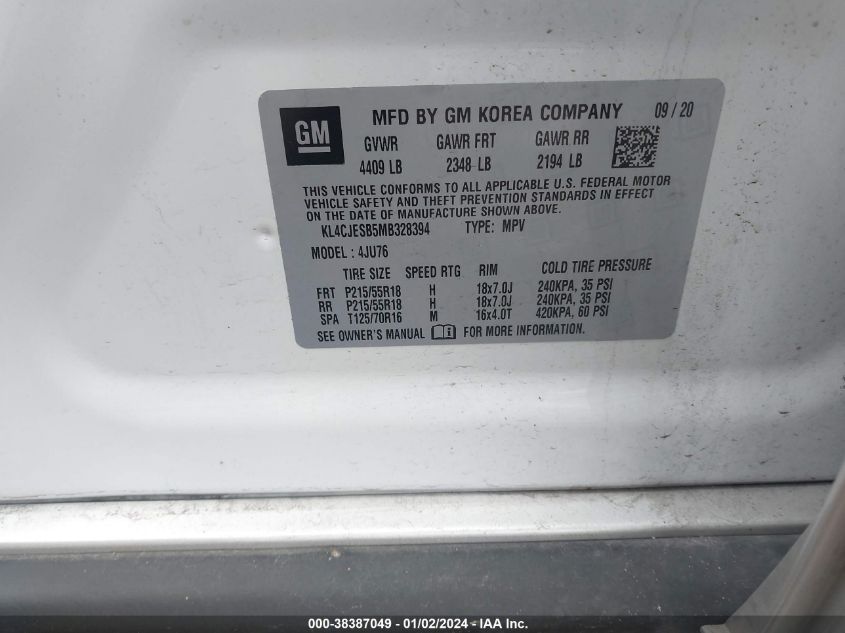 GM
MFD BY GM KOREA COMPANY 09 / 20
GVWR GAWR FRT GAWR RR
4409 LB 2348 LB 2194 LB
THIS VEHICLE CONFORMS TO ALL APPLICABLE U.S. FEDERAL MOTOR
VEHICLE SAFETY AND THEFT PREVENTION STANDARDS IN EFFECT
ON THE DATE OF MANUFACTURE SHOWN ABOVE.
KL4CJESB5MB328394 TYPE: MPV
MODEL : 4JU76
TIRE SIZE SPEED RTG RIM COLD TIRE PRESSURE
FRT P215/55R18 H 18x7.0J 240KPA, 35 PSI
RR P215/55R18 H 18x7.0J 240KPA, 35 PSI
SPA T125/70R16 M 16x4.0T 420KPA, 60 PSI
SEE OWNER'S MANUAL FOR MORE INFORMATION.
000-38387049 - 01/02/2024 - IAA Inc.